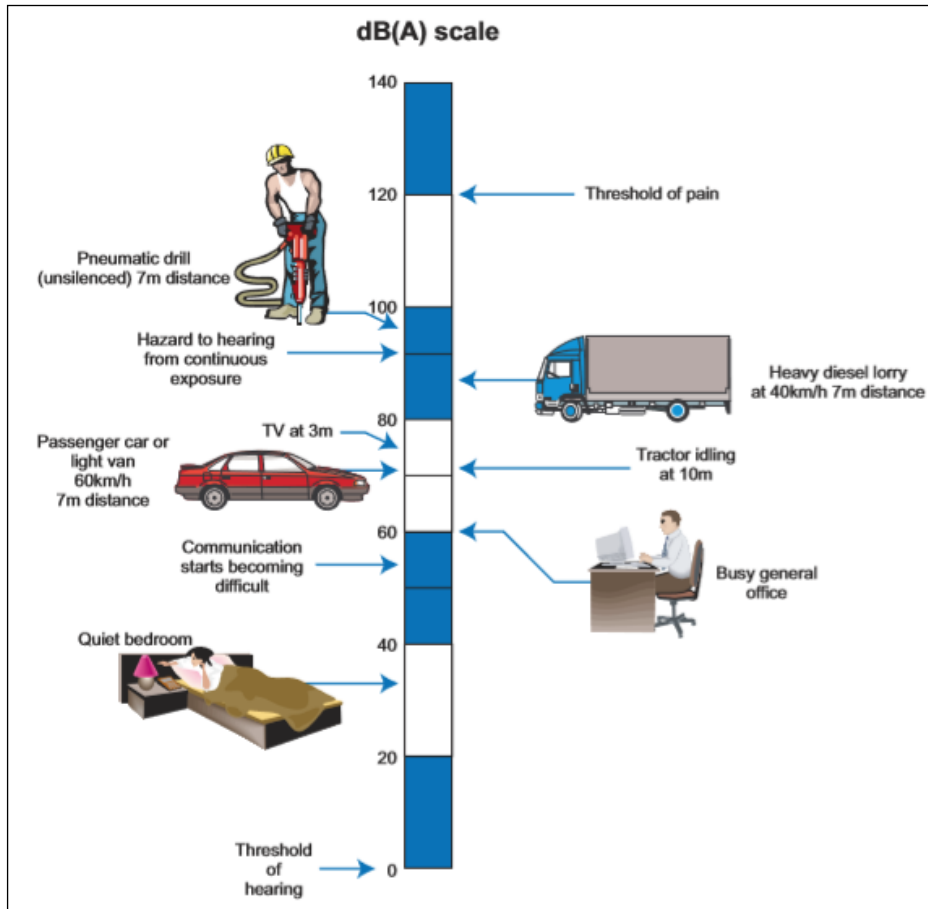 dB(A) scale
140
120
Threshold of pain
Pneumatic drill
(unsilenced) 7m distance
100
Hazard to hearing
from continuous
exposure
Heavy diesel lorry
at 40km/h 7m distance
80
TV at 3m
Passenger car or
light van
60km/h
7m distance
Tractor idling
at 10m
60
Communication
starts becoming
difficult
Busy general
office
40
Quiet bedroom
20
Threshold
of
hearing
0